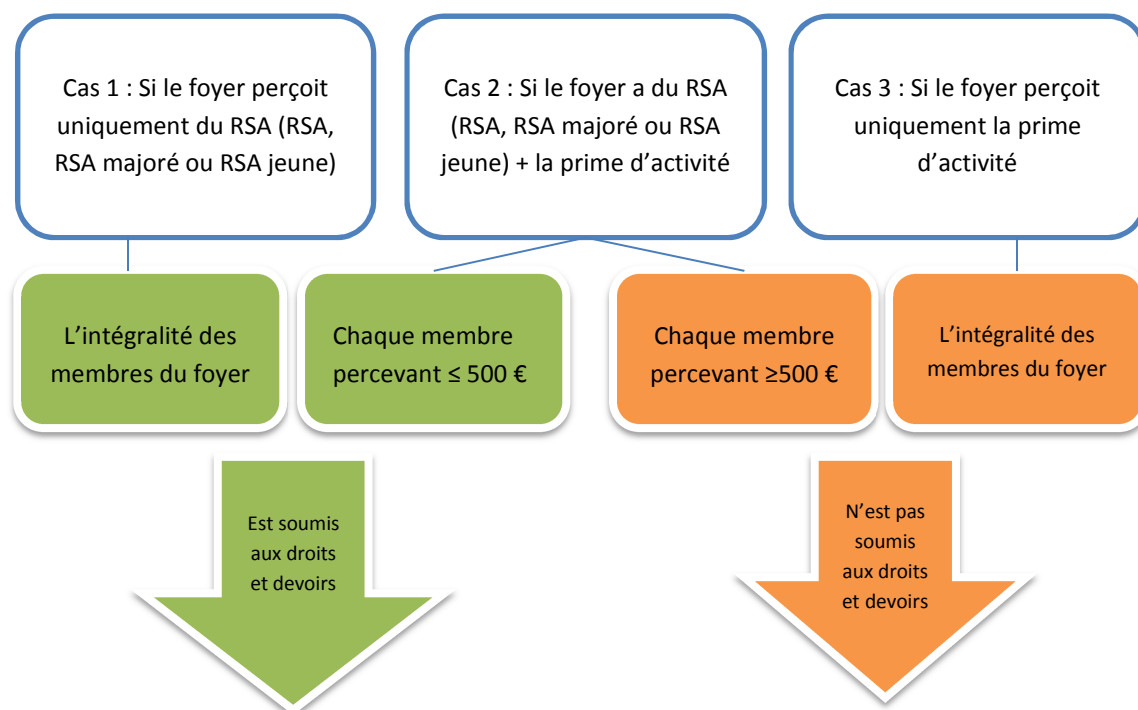 Cas 1 : Si le foyer perçoit
uniquement du RSA (RSA,
RSA majoré ou RSA jeune)
Cas 2 : Si le foyer a du RSA
(RSA, RSA majoré ou RSA
jeune) + la prime d’activité
Cas 3 : Si le foyer perçoit
uniquement la prime
d’activité
L’intégralité des
membres du foyer
Chaque membre
percevant ≤ 500 €
Chaque membre
percevant ≥500 €
L’intégralité des
membres du foyer
Est soumis
aux droits
et devoirs
N’est pas
soumis
aux droits
et devoirs